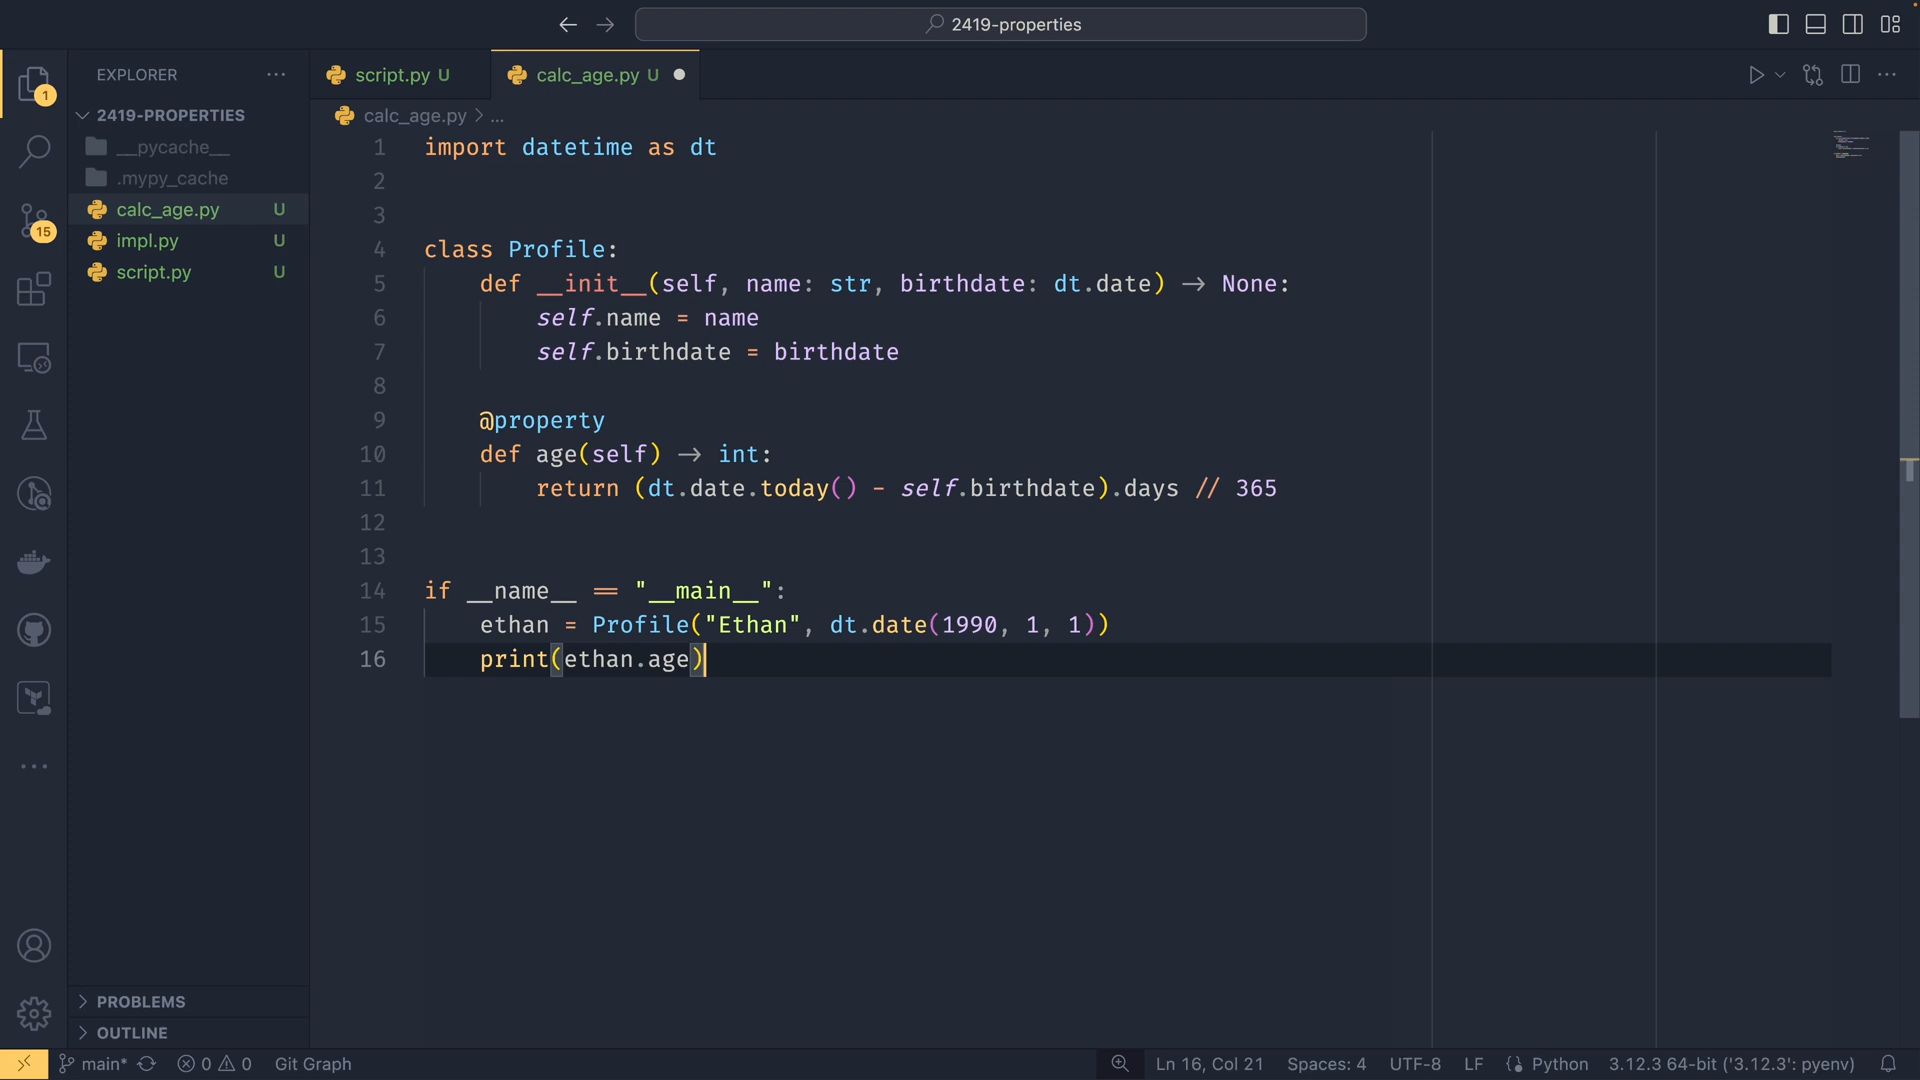 2419-properties
EXPLORER
script.py U
calc_age.py U
1
2419-PROPERTIES
calc_age.py > ...
__pycache__
.mypy_cache
calc_age.py U
impl.py U
script.py U
15
1 import datetime as dt
2
3
4 class Profile:
5 def __init__(self, name: str, birthdate: dt.date) -> None:
6 self.name = name
7 self.birthdate = birthdate
8
9 @property
10 def age(self) -> int:
11 return (dt.date.today() - self.birthdate).days // 365
12
13
14 if __name__ == "__main__":
15 ethan = Profile("Ethan", dt.date(1990, 1, 1))
16 print(ethan.age)
PROBLEMS
OUTLINE
main* 0 0 Git Graph Ln 16, Col 21 Spaces: 4 UTF-8 LF Python 3.12.3 64-bit ('3.12.3': pyenv)